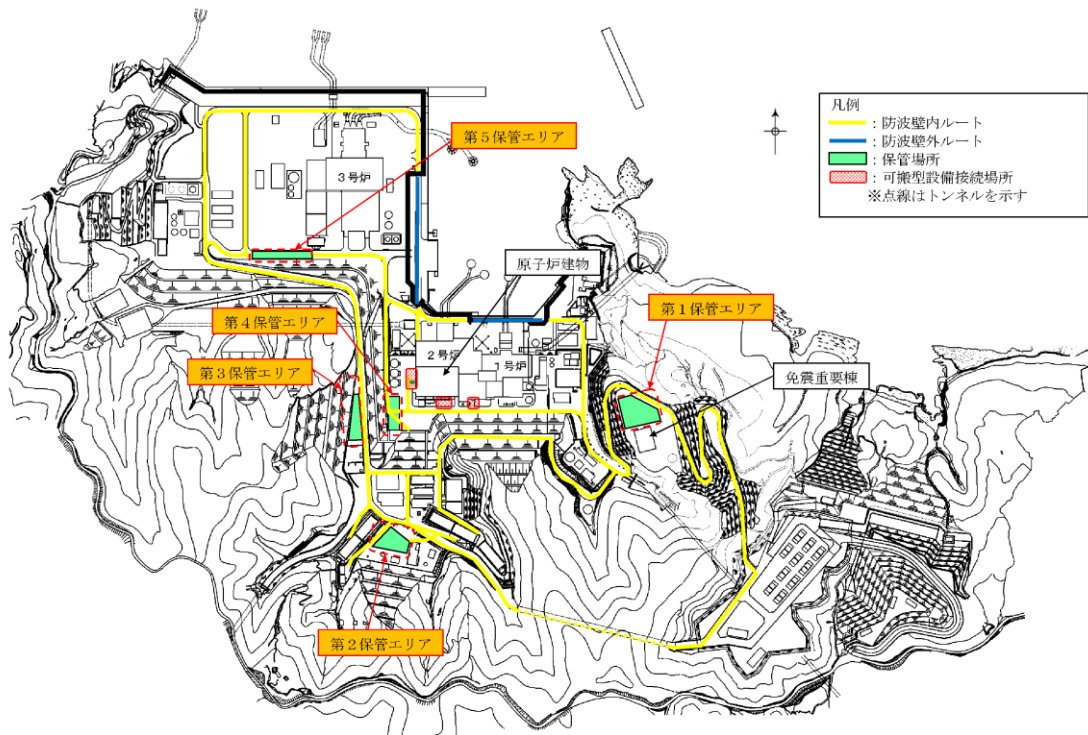 凡例
:防波壁内ルート
:防波壁外ルート
:保管場所
:可搬型設備接続場所
※点線はトンネルを示す
第5保管エリア
3号炉
原子炉建物
第4保管エリア
第1保管エリア
2号炉
1号炉
第3保管エリア
免震重要棟
第2保管エリア